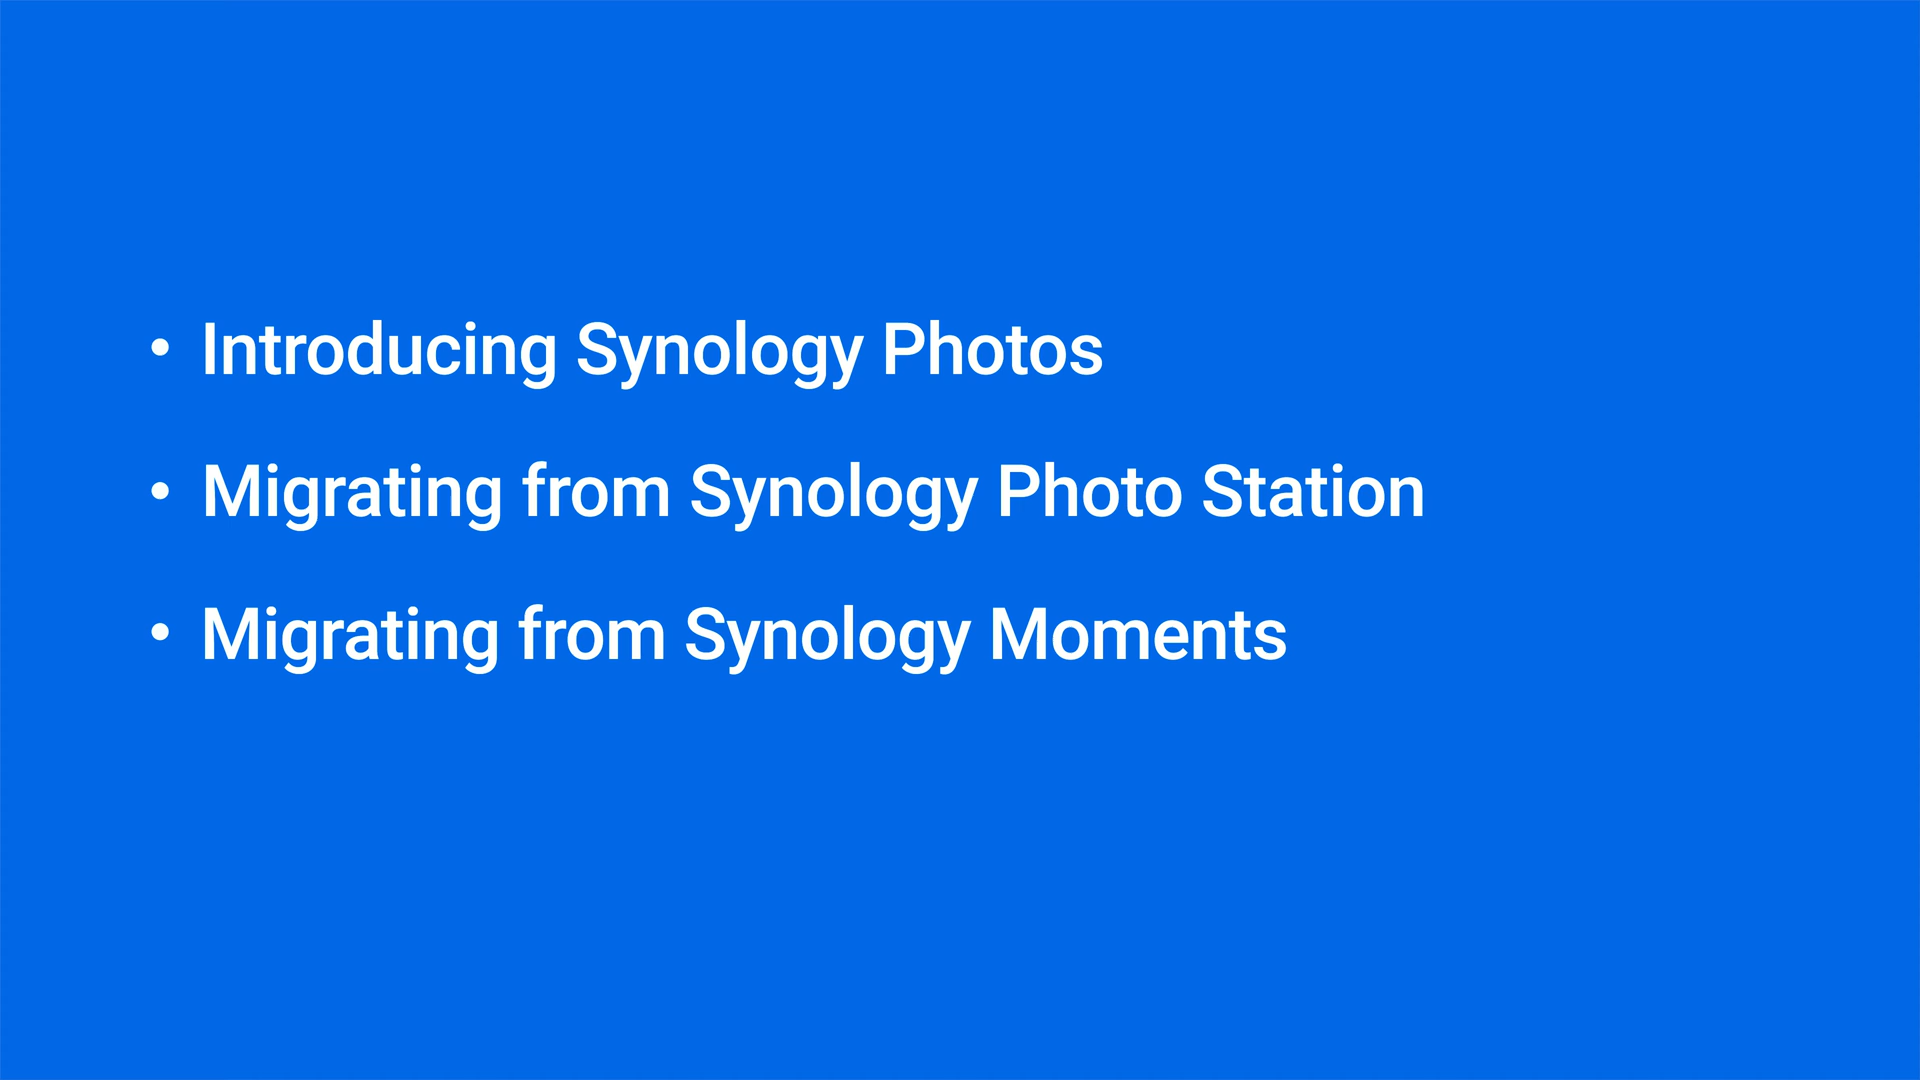 • Introducing Synology Photos
• Migrating from Synology Photo Station
• Migrating from Synology Moments